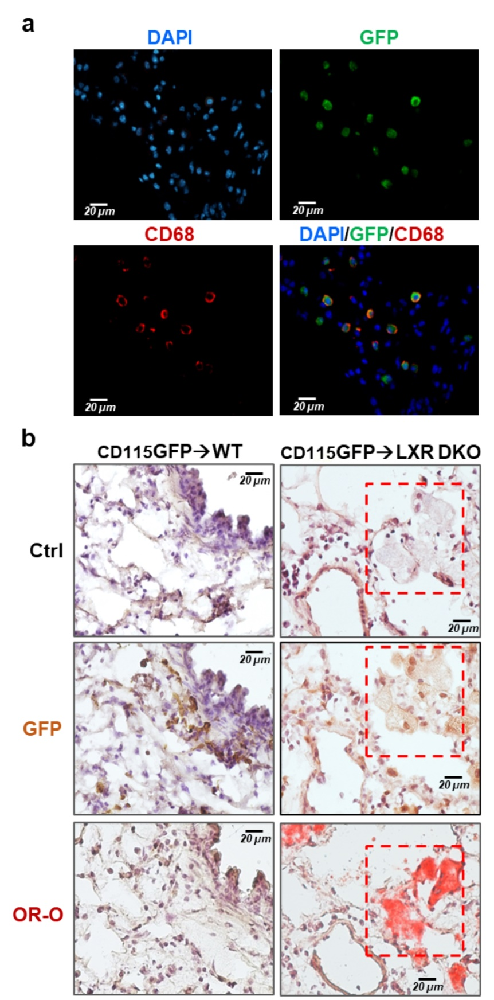 a
DAPI
GFP
20 µm
20 µm
CD68
DAPI/GFP/CD68
20 µm
20 µm
b
CD115GFP→WT
CD115GFP→LXR DKO
Ctrl
20 µm
20 µm
GFP
20 µm
20 µm
OR-O
20 µm
20 µm